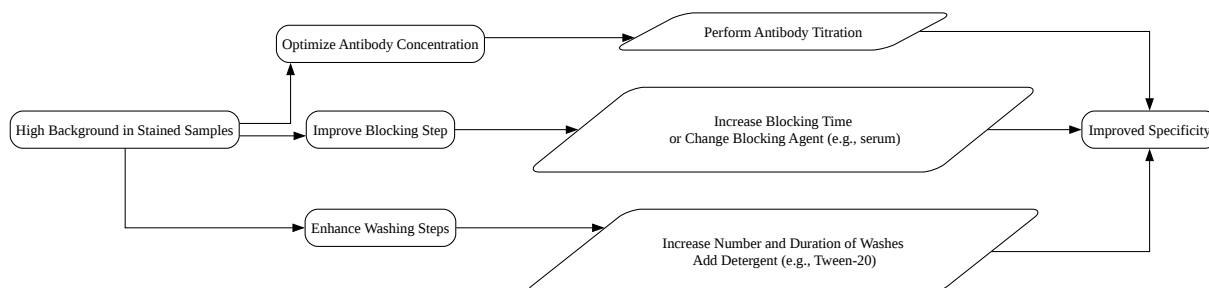 Optimize Antibody Concentration
Perform Antibody Titration
High Background in Stained Samples
Improve Blocking Step
Increase Blocking Time
or Change Blocking Agent (e.g., serum)
Improved Specificity
Enhance Washing Steps
Increase Number and Duration of Washes
Add Detergent (e.g., Tween-20)